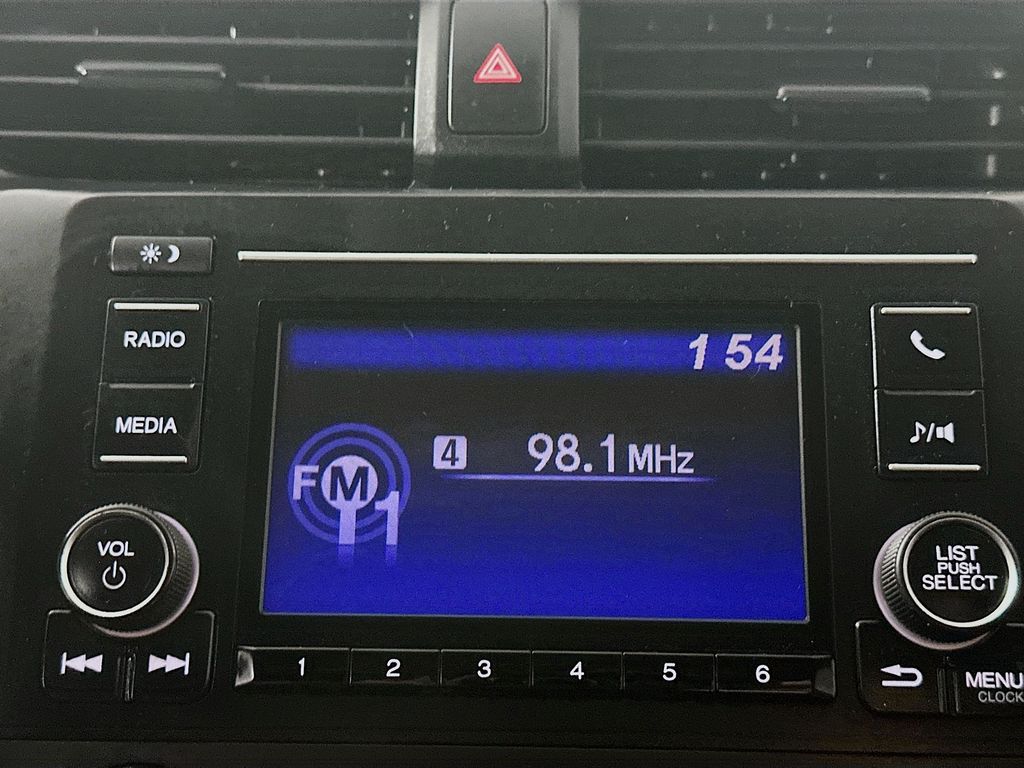 RADIO
MEDIA
VOL
1 54
4 98.1 MHz
FM
1
LIST
PUSH
SELECT
1 2 3 4 5 6
MENU
CLOCK